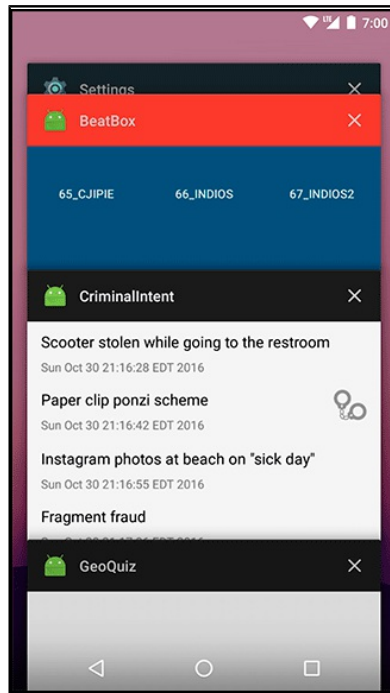 LTE 7:00
Settings
BeatBox
65_CJIPIE 66_INDIOS 67_INDIOS2
CriminalIntent
Scooter stolen while going to the restroom
Sun Oct 30 21:16:28 EDT 2016
Paper clip ponzi scheme
Sun Oct 30 21:16:42 EDT 2016
Instagram photos at beach on "sick day"
Sun Oct 30 21:16:55 EDT 2016
Fragment fraud
GeoQuiz